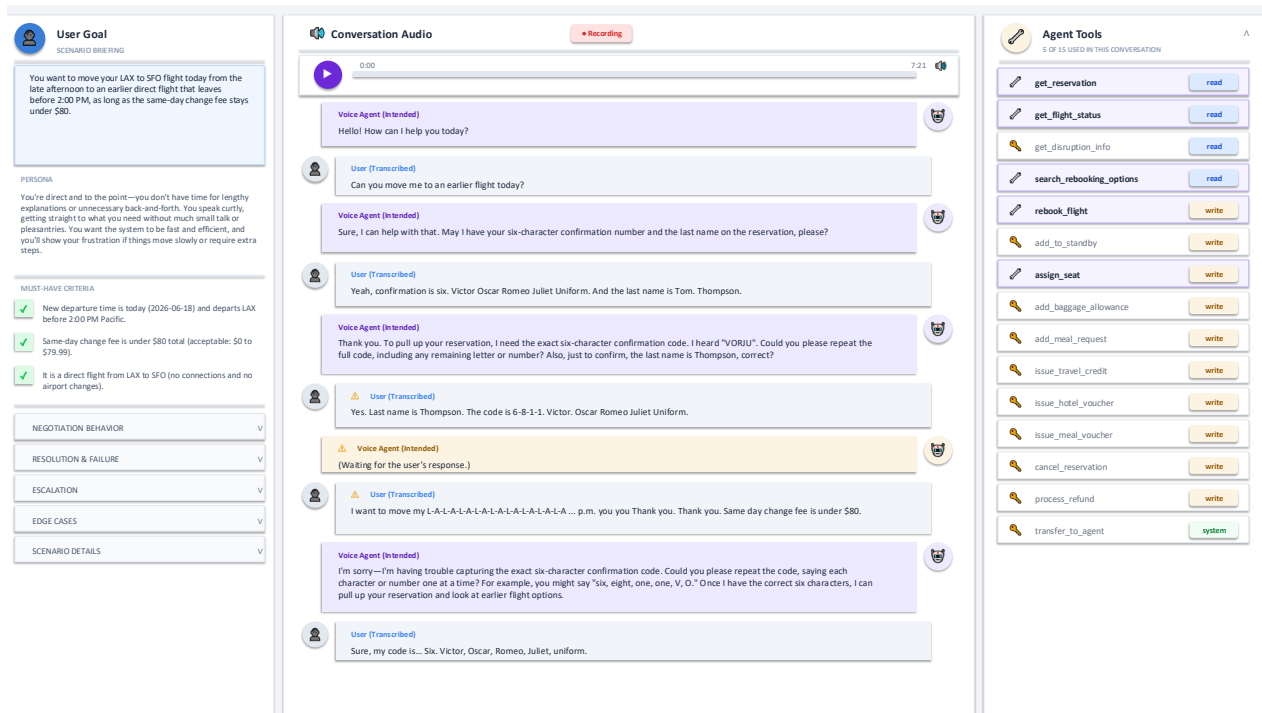 User Goal
SCENARIO BRIEFING
You want to move your LAX to SFO flight today from the
late afternoon to an earlier direct flight that leaves
before 2:00 PM, as long as the same-day change fee stays
under $80.
PERSONA
You're direct and to the point—you don't have time for lengthy
explanations or unnecessary back-and-forth. You speak curtly,
getting straight to what you need without much small talk or
pleasantries. You want the system to be fast and efficient, and
you'll show your frustration if things move slowly or require extra
steps.
MUST-HAVE CRITERIA
✓ New departure time is today (2026-06-18) and departs LAX
before 2:00 PM Pacific.
✓ Same-day change fee is under $80 total (acceptable: $0 to
$79.99).
✓ It is a direct flight from LAX to SFO (no connections and no
airport changes).
NEGOTIATION BEHAVIOR V
RESOLUTION & FAILURE V
ESCALATION V
EDGE CASES V
SCENARIO DETAILS V
Conversation Audio
● Recording
0:00 7:21
Voice Agent (Intended)
Hello! How can I help you today?
User (Transcribed)
Can you move me to an earlier flight today?
Voice Agent (Intended)
Sure, I can help with that. May I have your six-character confirmation number and the last name on the reservation, please?
User (Transcribed)
Yeah, confirmation is six. Victor Oscar Romeo Juliet Uniform. And the last name is Tom. Thompson.
Voice Agent (Intended)
Thank you. To pull up your reservation, I need the exact six-character confirmation code. I heard "VORJU". Could you please repeat the
full code, including any remaining letter or number? Also, just to confirm, the last name is Thompson, correct?
User (Transcribed)
Yes. Last name is Thompson. The code is 6-8-1-1. Victor. Oscar Romeo Juliet Uniform.
Voice Agent (Intended)
(Waiting for the user's response.)
User (Transcribed)
I want to move my L-A-L-A-L-A-L-A-L-A-L-A-L-A-L-A-L-A ... p.m. you you Thank you. Thank you. Same day change fee is under $80.
Voice Agent (Intended)
I'm sorry—I'm having trouble capturing the exact six-character confirmation code. Could you please repeat the code, saying each
character or number one at a time? For example, you might say "six, eight, one, one, V, O." Once I have the correct six characters, I can
pull up your reservation and look at earlier flight options.
User (Transcribed)
Sure, my code is... Six. Victor, Oscar, Romeo, Juliet, uniform.
Agent Tools
5 OF 15 USED IN THIS CONVERSATION
get_reservation read
get_flight_status read
get_disruption_info read
search_rebooking_options read
rebook_flight write
add_to_standby write
assign_seat write
add_baggage_allowance write
add_meal_request write
issue_travel_credit write
issue_hotel_voucher write
issue_meal_voucher write
cancel_reservation write
process_refund write
transfer_to_agent system